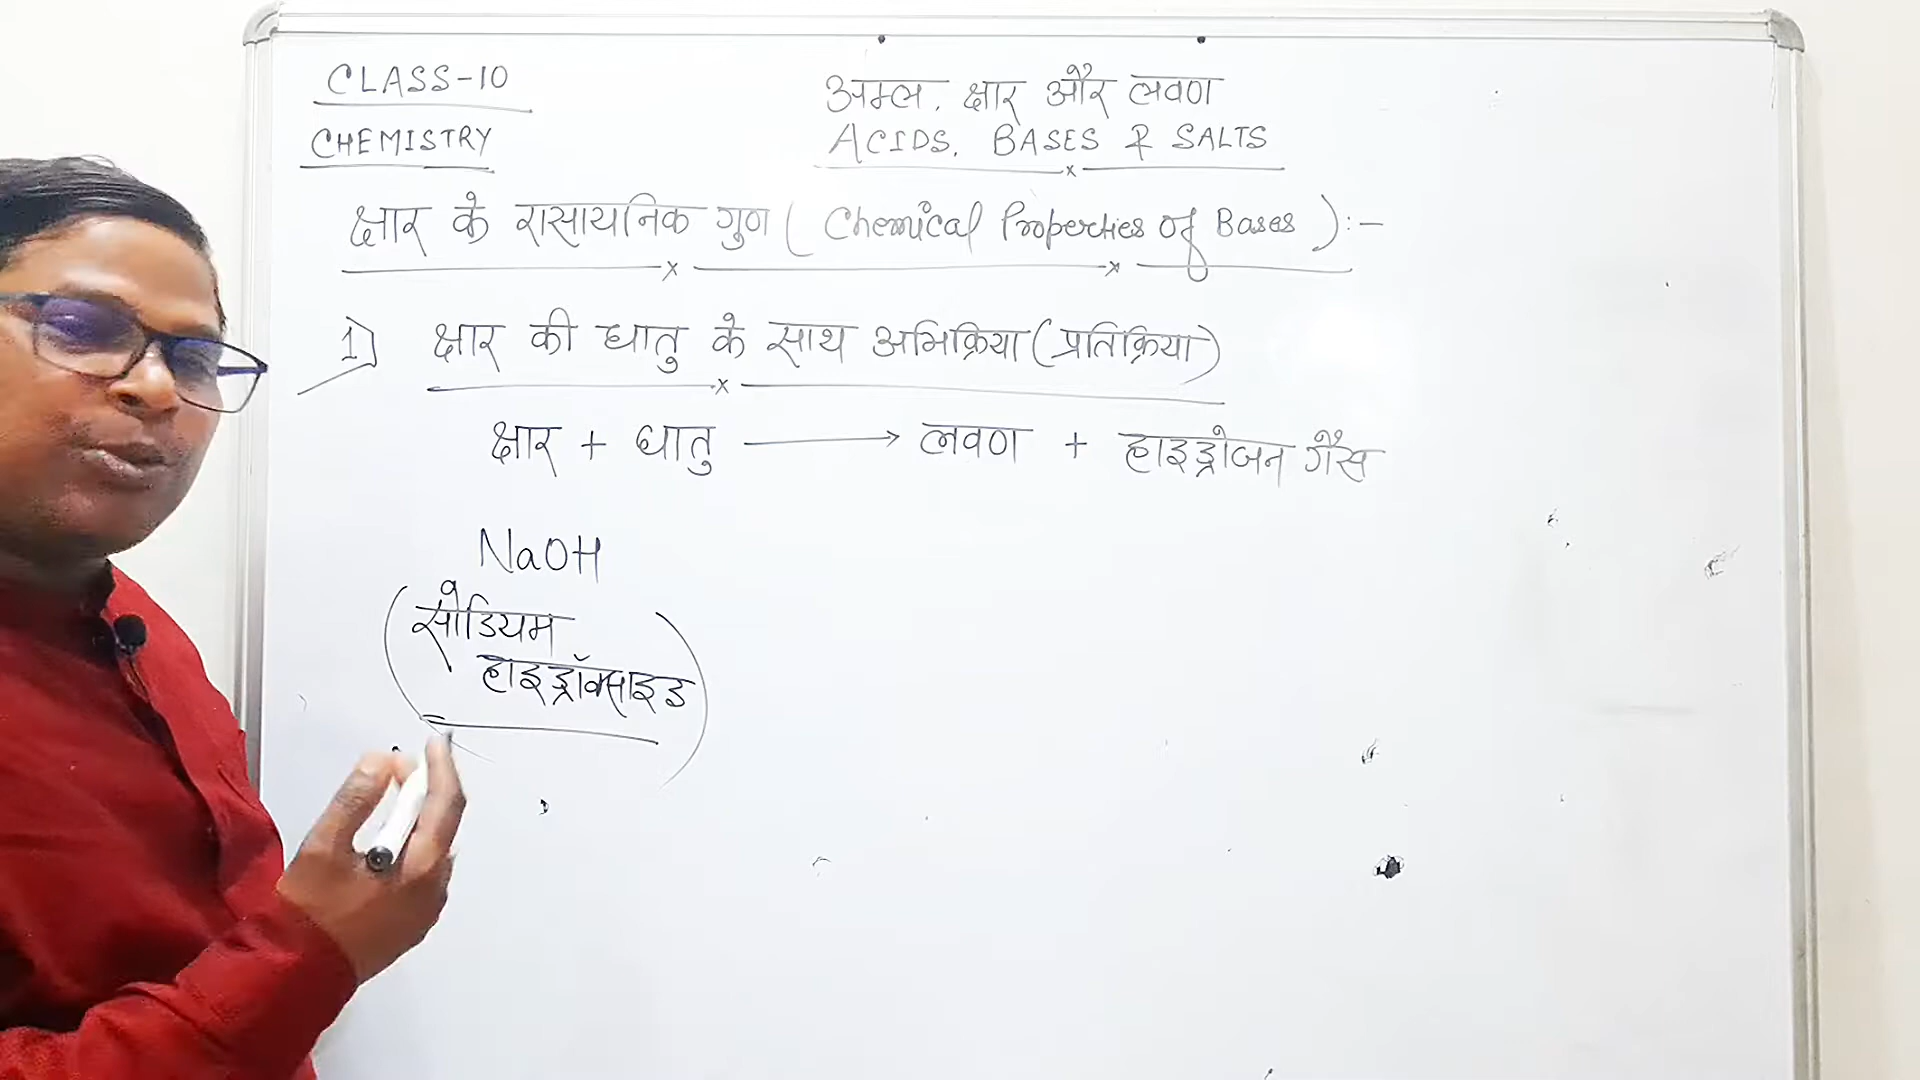 CLASS-10
CHEMISTRY
अम्ल, क्षार और लवण
ACIDS, BASES & SALTS
क्षार के रासायनिक गुण ( Chemical Properties Of Bases ) :-
1) क्षार की धातु के साथ अभिक्रिया (प्रतिक्रिया)
क्षार + धातु → लवण + हाइड्रोजन गैस
NaOH
(सोडियम
हाइड्रॉक्साइड)